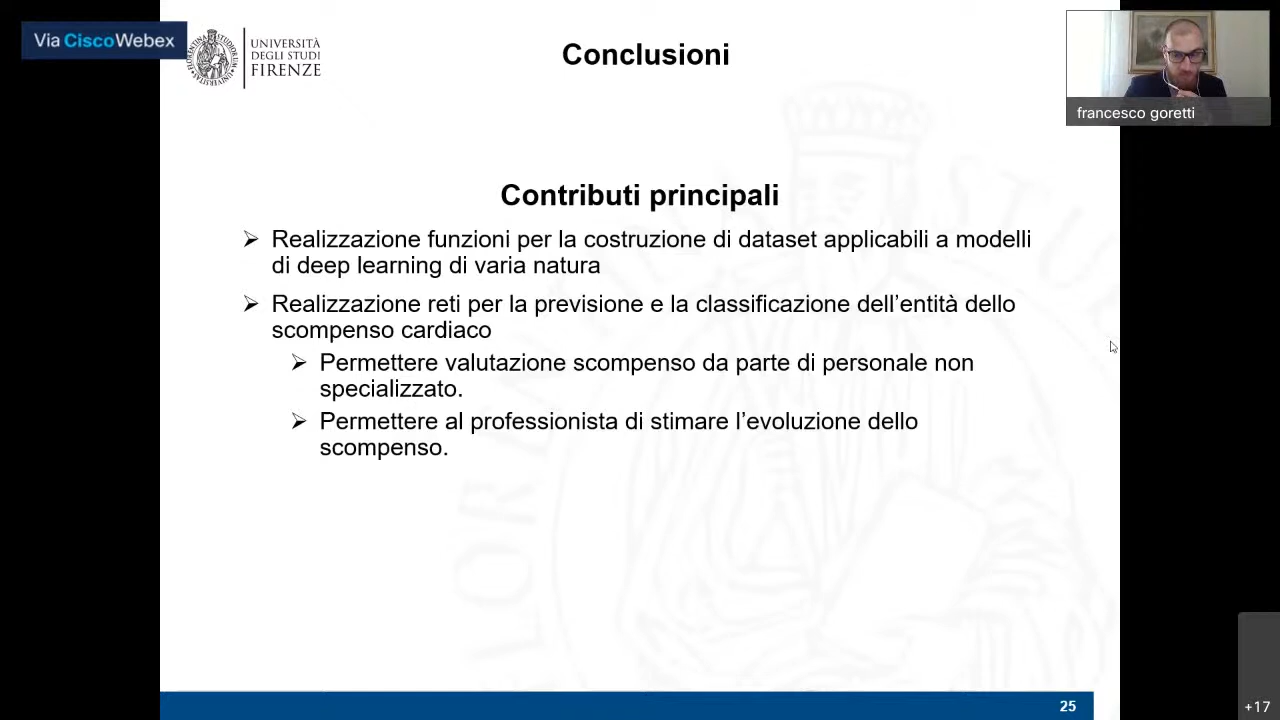 Via CiscoWebex
UNIVERSITÀ
DEGLI STUDI
FIRENZE
Conclusioni
francesco goretti
Contributi principali
Realizzazione funzioni per la costruzione di dataset applicabili a modelli
di deep learning di varia natura
Realizzazione reti per la previsione e la classificazione dell’entità dello
scompenso cardiaco
Permettere valutazione scompenso da parte di personale non
specializzato.
Permettere al professionista di stimare l’evoluzione dello
scompenso.
25
+17